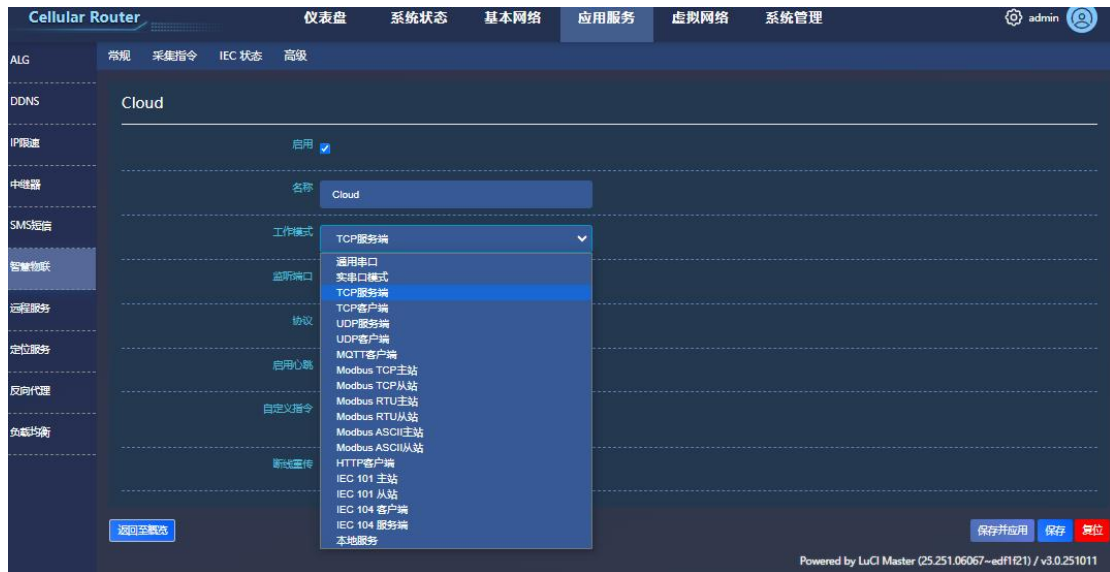 Cellular Router 仪表盘 系统状态 基本网络 应用服务 虚拟网络 系统管理 admin
常规 采集指令 IEC 状态 高级
ALG
DDNS
IP限速
中继器
SMS短信
智慧物联
远程服务
定位服务
反向代理
负载均衡
Cloud
启用
名称 Cloud
工作模式 TCP服务端
监听端口
协议
启用心跳
自定义指令
断线重传
通用串口
实串口模式
TCP服务端
TCP客户端
UDP服务端
UDP客户端
MQTT客户端
Modbus TCP主站
Modbus TCP从站
Modbus RTU主站
Modbus RTU从站
Modbus ASCII主站
Modbus ASCII从站
HTTP客户端
IEC 101 主站
IEC 101 从站
IEC 104 客户端
IEC 104 服务端
本地服务
返回至概览 保存并应用 保存 复位
Powered by LuCI Master (25.251.06067~edf1f21) / v3.0.251011